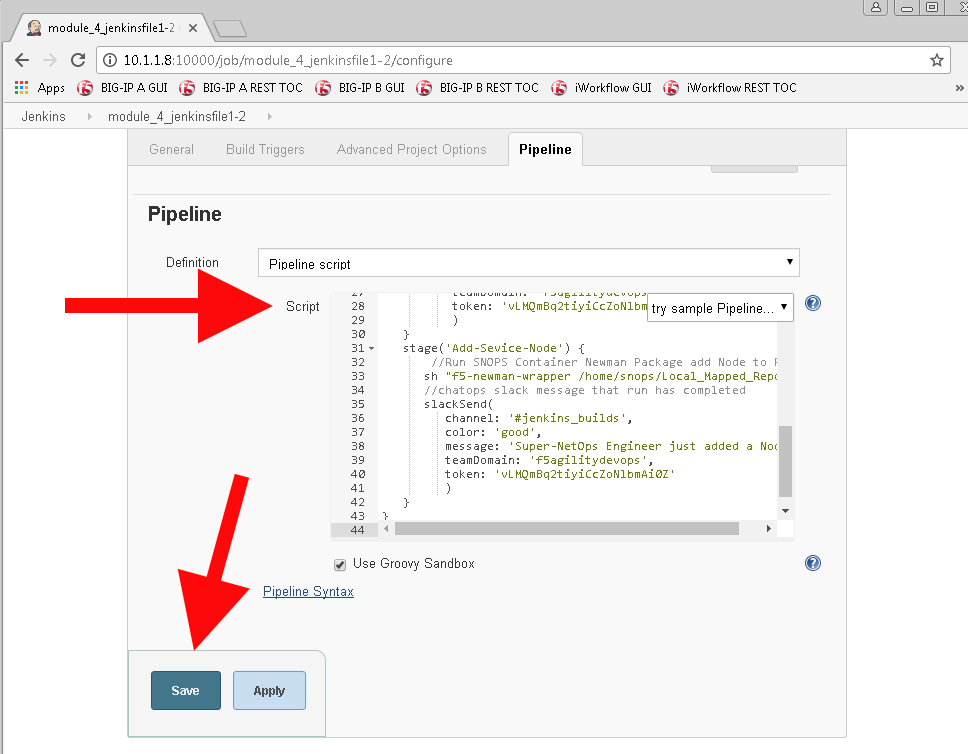 module_4_jenkinsfile1-2
10.1.1.8:10000/job/module_4_jenkinsfile1-2/configure
Apps BIG-IP A GUI BIG-IP A REST TOC BIG-IP B GUI BIG-IP B REST TOC iWorkflow GUI iWorkflow REST TOC »
Jenkins module_4_jenkinsfile1-2
General Build Triggers Advanced Project Options Pipeline
Pipeline
Definition Pipeline script
Script
try sample Pipeline...
27 teamDomain: 'f5agilitydevops
28 token: 'vLMQmBq2tiyiCcZoNlbm
29 )
30 }
31 stage('Add-Sevice-Node') {
32 //Run SNOPS Container Newman Package add Node to
33 sh "f5-newman-wrapper /home/snops/Local_Mapped_Repo
34 //chatops slack message that run has completed
35 slackSend(
36 channel: '#jenkins_builds',
37 color: 'good',
38 message: 'Super-NetOps Engineer just added a Nod
39 teamDomain: 'f5agilitydevops',
40 token: 'vLMQmBq2tiyiCcZoNlbmAi0Z'
41 )
42 }
43 }
44
Use Groovy Sandbox
Pipeline Syntax
Save Apply